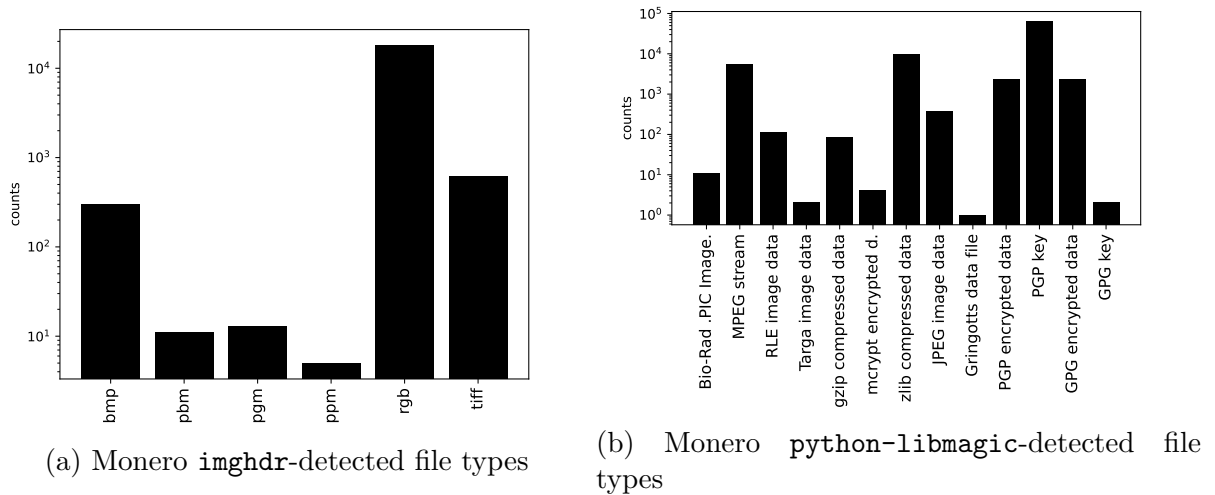 10^4
10^3
10^2
10^1
counts
bmp
pbm
pgm
ppm
rgb
tiff
(a) Monero imghdr-detected file types
10^5
10^4
10^3
10^2
10^1
10^0
counts
Bio-Rad .PIC Image.
MPEG stream
RLE image data
Targa image data
gzip compressed data
mcrypt encrypted d.
zlib compressed data
JPEG image data
Gringotts data file
PGP encrypted data
PGP key
GPG encrypted data
GPG key
(b) Monero python-libmagic-detected file
types